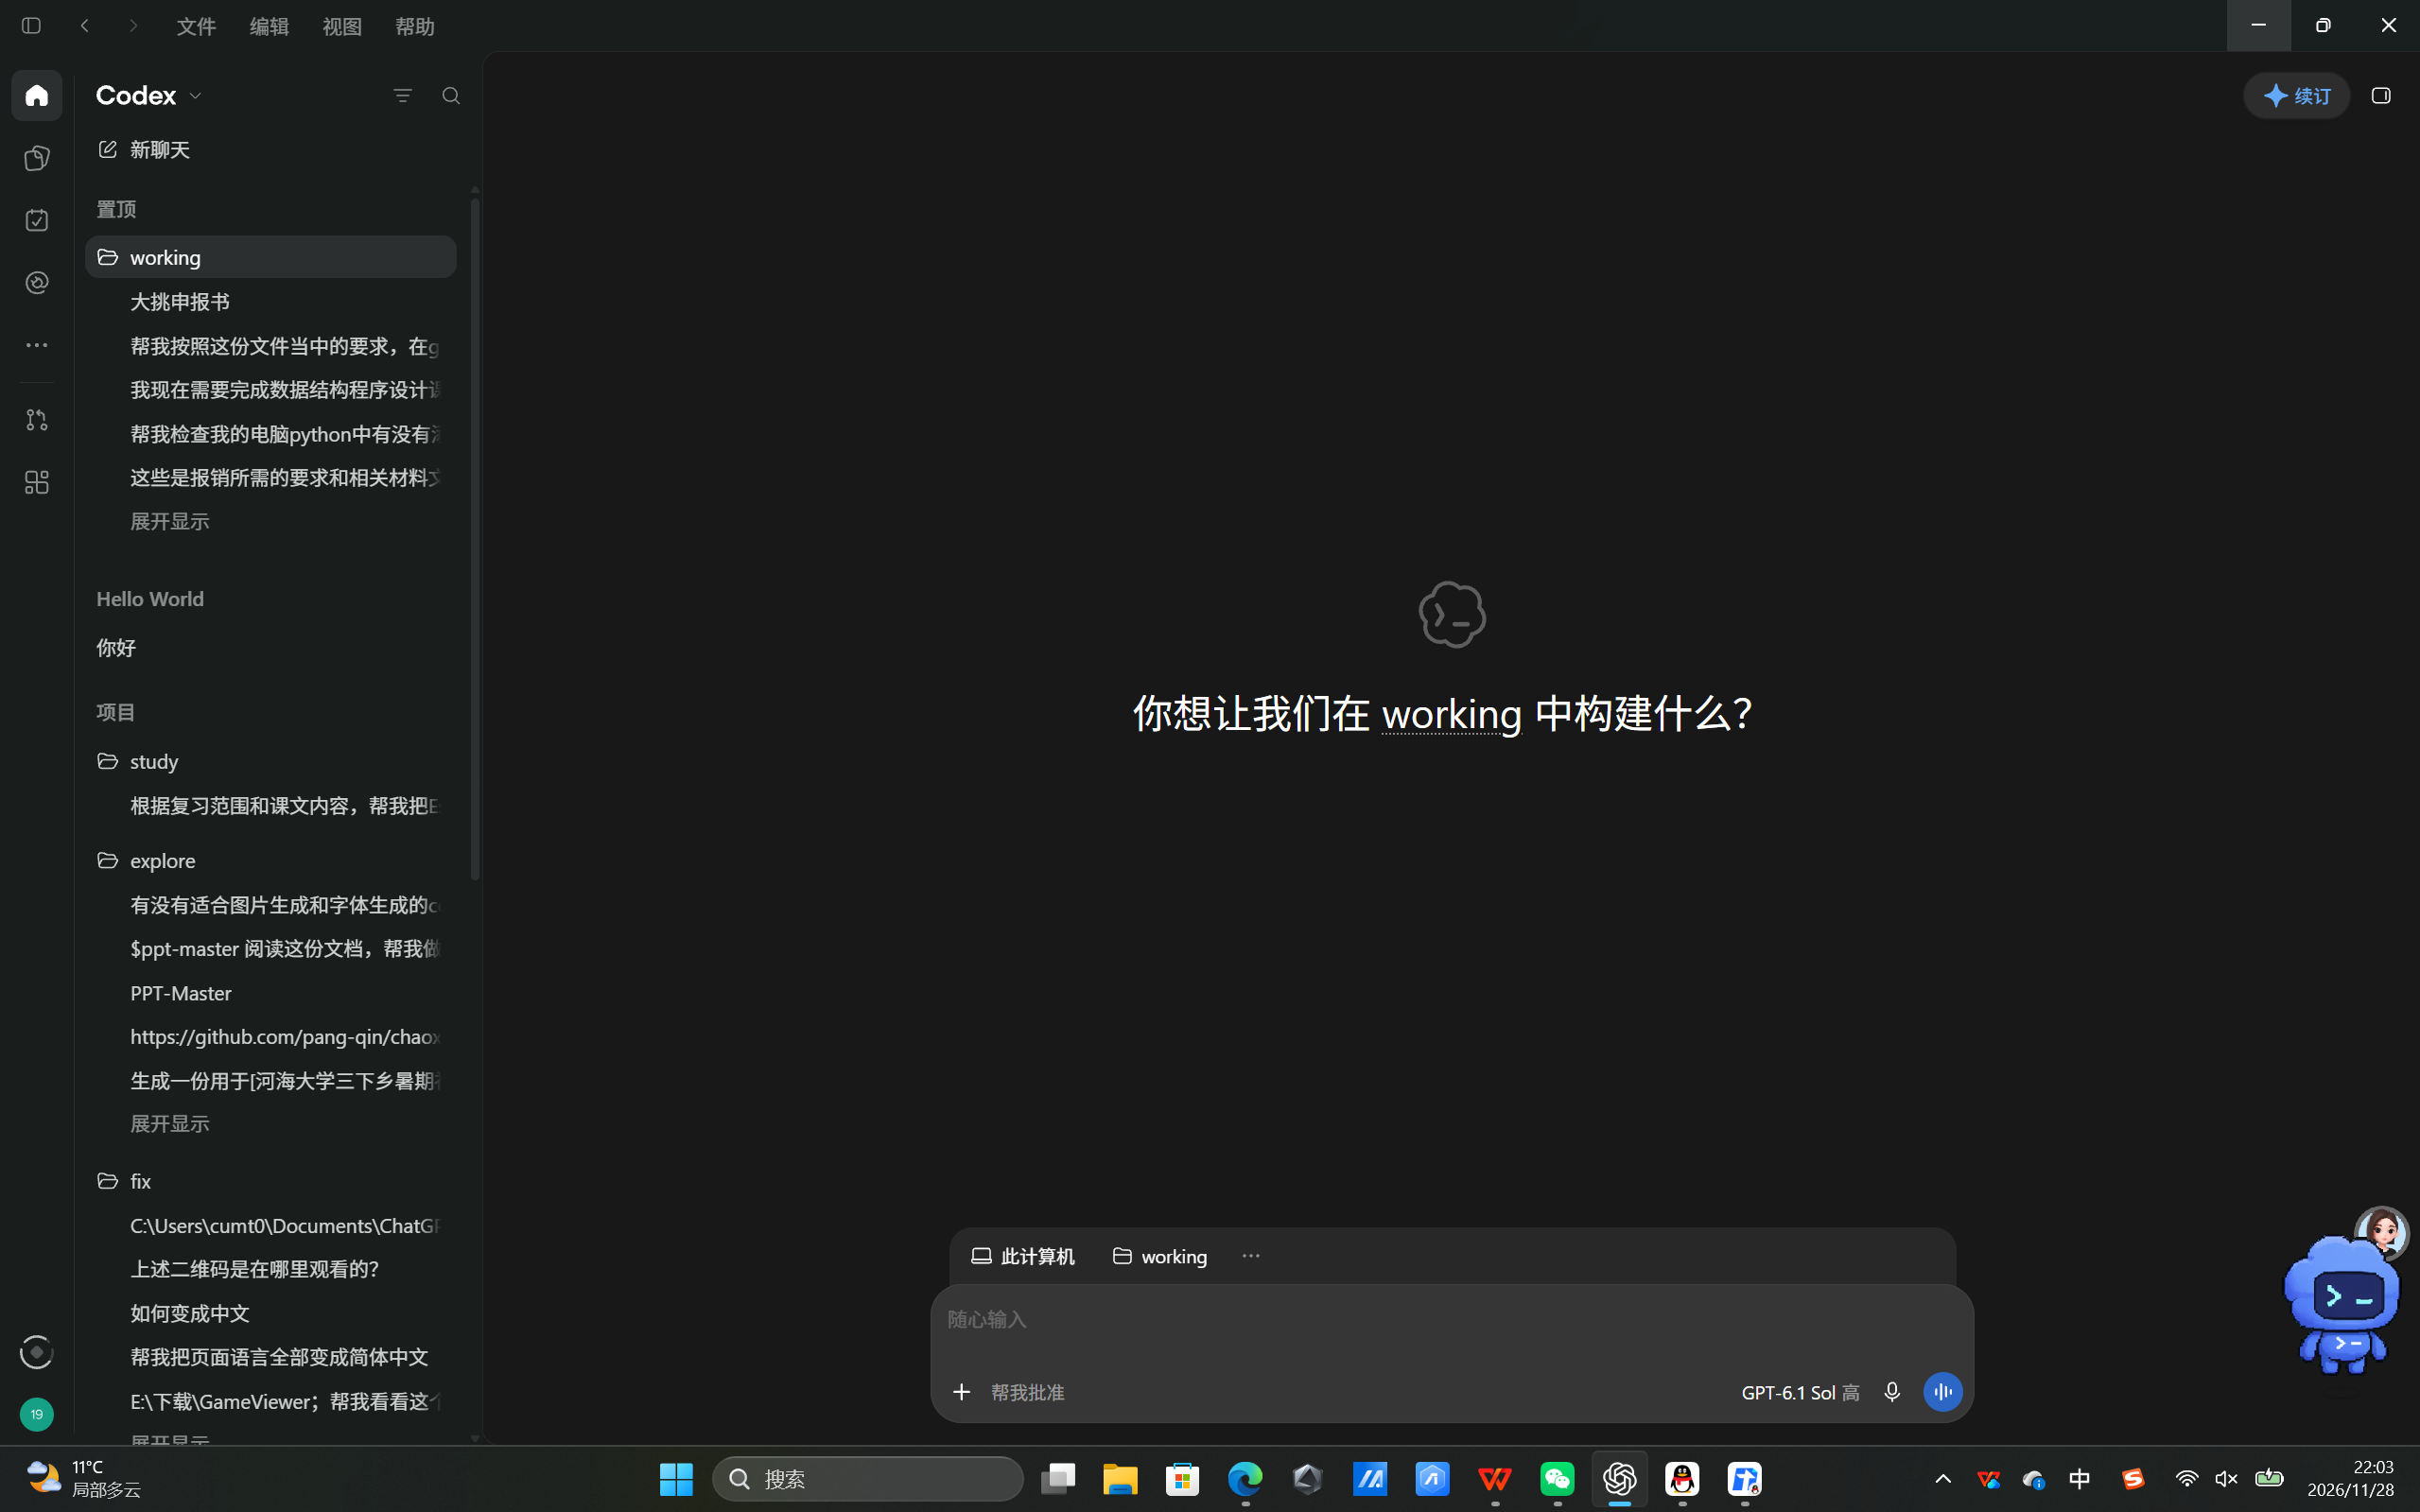 文件 编辑 视图 帮助
Codex
续订
新聊天
置顶
working
大挑申报书
帮我按照这份文件当中的要求，在g
我现在需要完成数据结构程序设计
帮我检查我的电脑python中有没有
这些是报销所需的要求和相关材料
展开显示
Hello World
你好
项目
study
根据复习范围和课文内容，帮我把E
explore
有没有适合图片生成和字体生成的c
$ppt-master 阅读这份文档，帮我做
PPT-Master
https://github.com/pang-qin/chaox
生成一份用于[河海大学三下乡暑期
展开显示
fix
C:\Users\cumt0\Documents\ChatGP
上述二维码是在哪里观看的？
如何变成中文
帮我把页面语言全部变成简体中文
E:\下载\GameViewer；帮我看看这个
展开显示
19
你想让我们在 working 中构建什么？
此计算机 working
随心输入
帮我批准
GPT-6.1 Sol 高
11°C
局部多云
搜索
中
22:03
2026/11/28